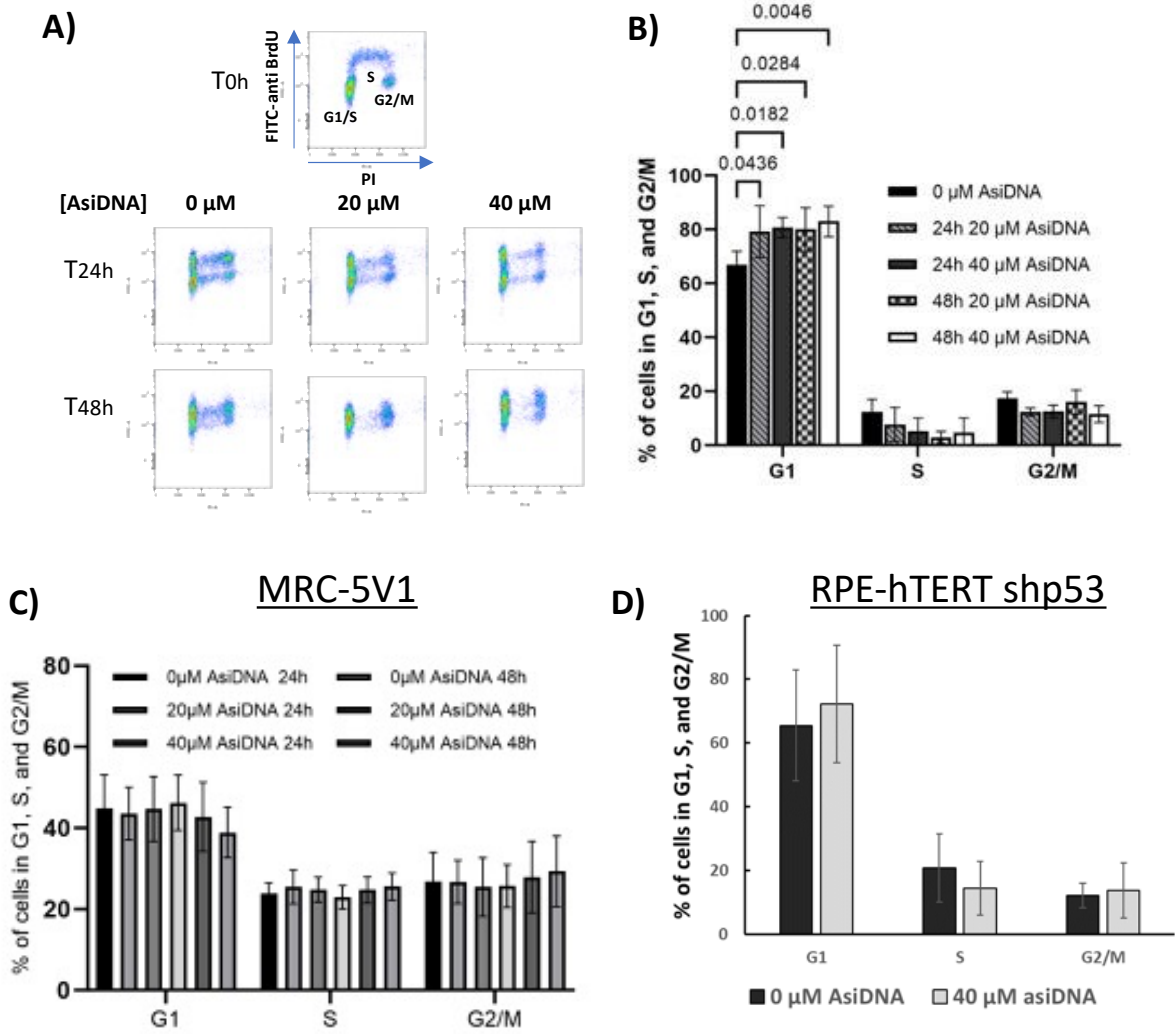 A)
T0h
FITC-anti BrdU
S
G1/S
G2/M
PI
[AsiDNA] 0 µM 20 µM 40 µM
T24h
T48h
B)
0.0046
0.0284
0.0182
0.0436
% of cells in G1, S, and G2/M
100
80
60
40
20
0
0 µM AsiDNA
24h 20 µM AsiDNA
24h 40 µM AsiDNA
48h 20 µM AsiDNA
48h 40 µM AsiDNA
G1 S G2/M
C)
MRC-5V1
% of cells in G1, S, and G2/M
80
60
40
20
0
0µM AsiDNA 24h
20µM AsiDNA 24h
40µM AsiDNA 24h
0µM AsiDNA 48h
20µM AsiDNA 48h
40µM AsiDNA 48h
G1 S G2/M
D)
RPE-hTERT shp53
% of cells in G1, S, and G2/M
100
80
60
40
20
0
G1 S G2/M
0 µM AsiDNA 40 µM asiDNA